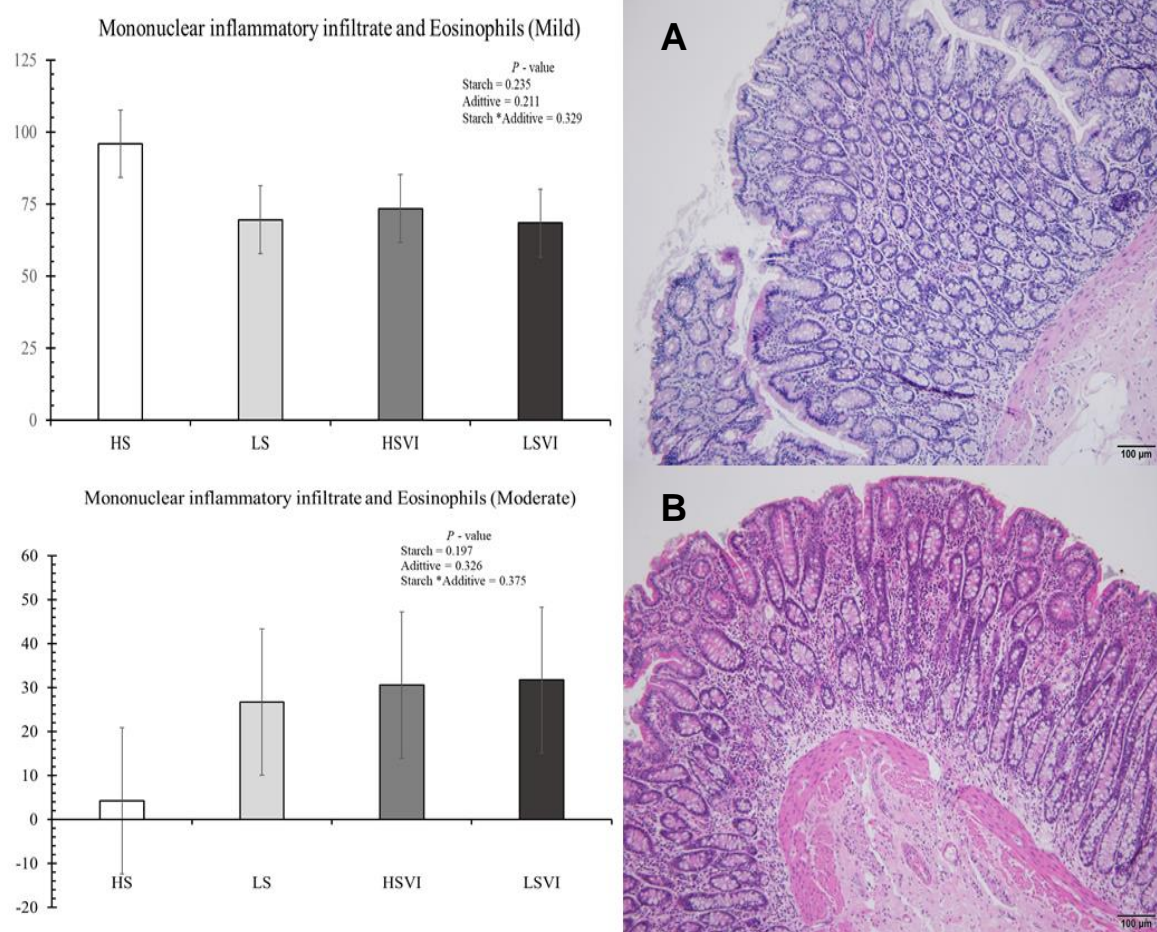 Mononuclear inflammatory infiltrate and Eosinophils (Mild)
P - value
Starch = 0.235
Adittive = 0.211
Starch *Additive = 0.329
125
100
75
50
25
0
HS LS HSVI LSVI
A
100 µm
Mononuclear inflammatory infiltrate and Eosinophils (Moderate)
P - value
Starch = 0.197
Adittive = 0.326
Starch *Additive = 0.375
60
50
40
30
20
10
0
-10
-20
HS LS HSVI LSVI
B
100 µm